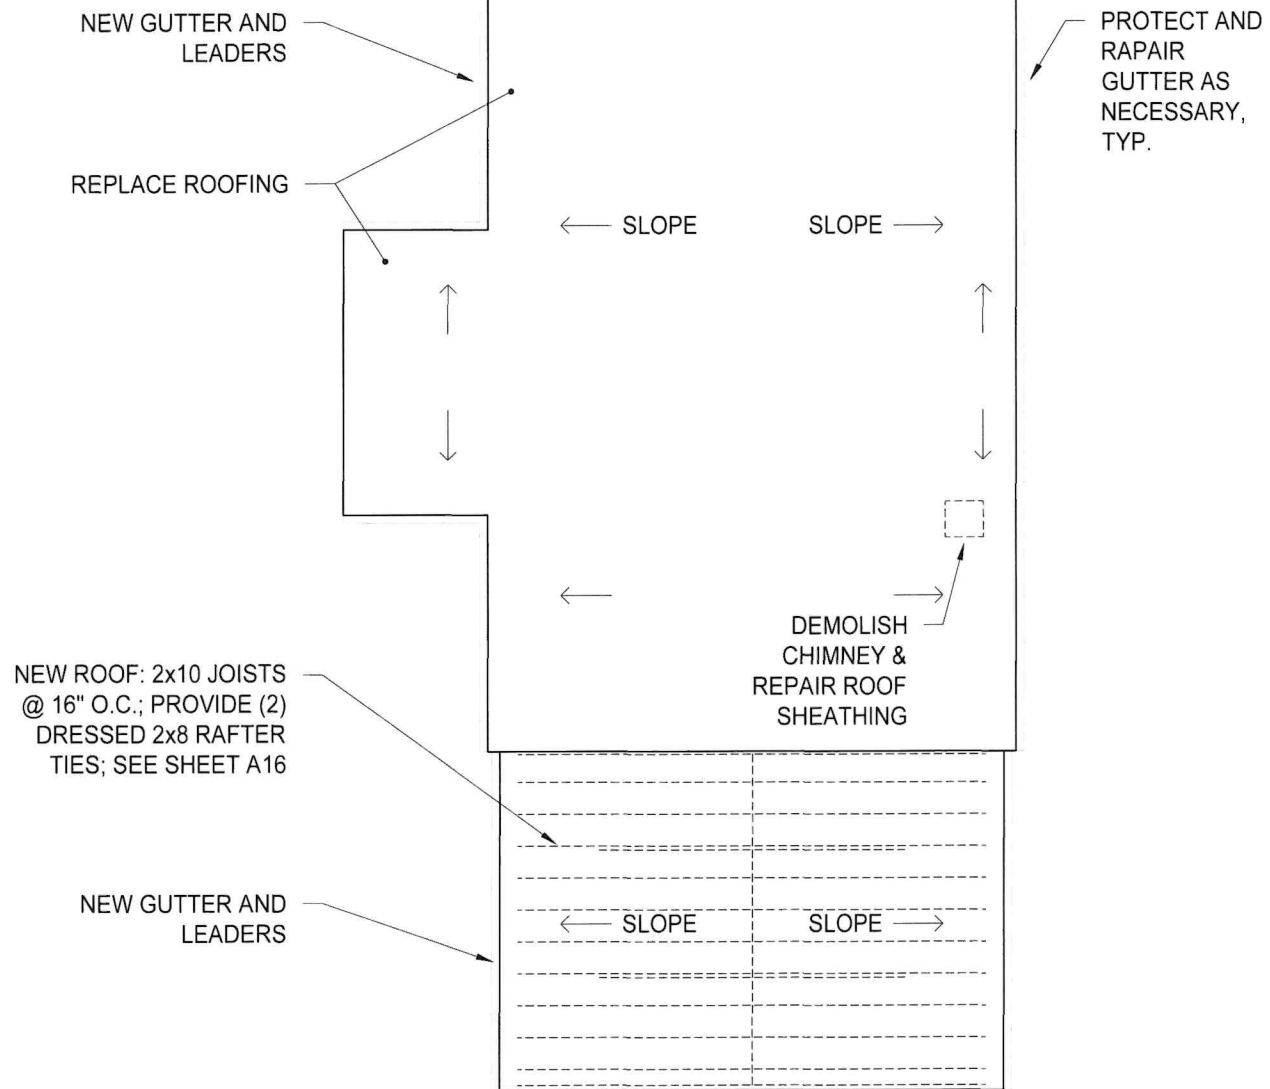 NEW GUTTER AND
LEADERS
PROTECT AND
RAPAIR
GUTTER AS
NECESSARY,
TYP.
REPLACE ROOFING
SLOPE
SLOPE
DEMOLISH
CHIMNEY &
REPAIR ROOF
SHEATHING
NEW ROOF: 2x10 JOISTS
@ 16" O.C.; PROVIDE (2)
DRESSED 2x8 RAFTER
TIES; SEE SHEET A16
NEW GUTTER AND
LEADERS
SLOPE
SLOPE